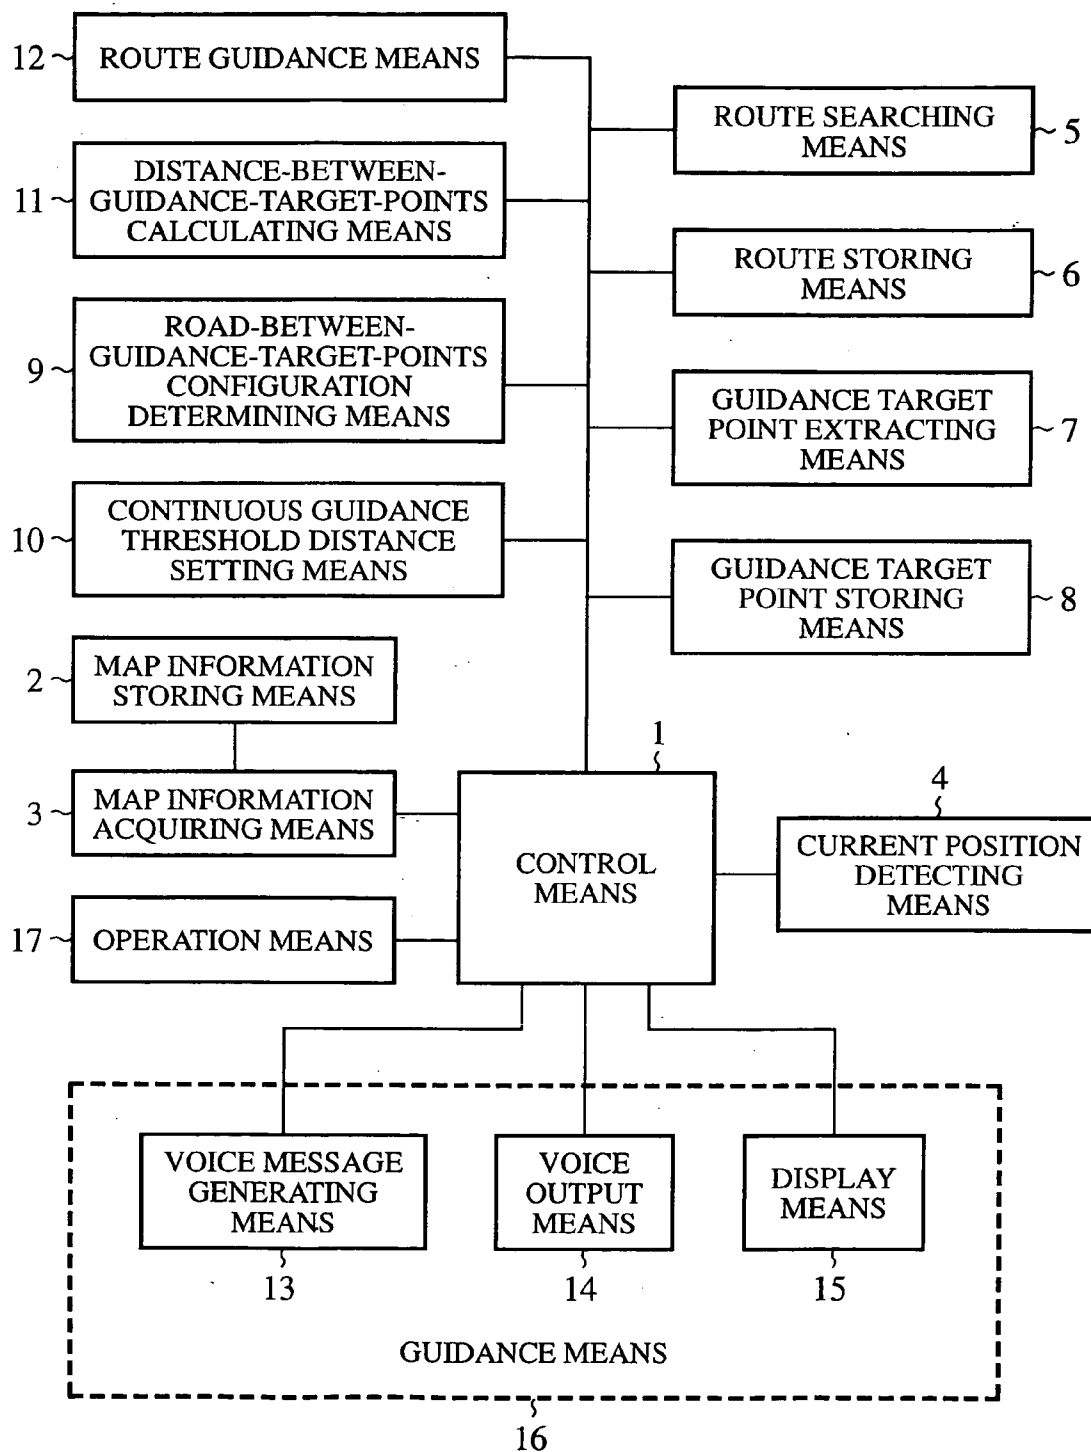 12
ROUTE GUIDANCE MEANS
ROUTE SEARCHING
MEANS
5
11
DISTANCE-BETWEEN-
GUIDANCE-TARGET-POINTS
CALCULATING MEANS
ROUTE STORING
MEANS
6
9
ROAD-BETWEEN-
GUIDANCE-TARGET-POINTS
CONFIGURATION
DETERMINING MEANS
GUIDANCE TARGET
POINT EXTRACTING
MEANS
7
10
CONTINUOUS GUIDANCE
THRESHOLD DISTANCE
SETTING MEANS
GUIDANCE TARGET
POINT STORING
MEANS
8
2
MAP INFORMATION
STORING MEANS
3
MAP INFORMATION
ACQUIRING MEANS
1
CONTROL
MEANS
4
CURRENT POSITION
DETECTING
MEANS
17
OPERATION MEANS
VOICE MESSAGE
GENERATING
MEANS
13
VOICE
OUTPUT
MEANS
14
DISPLAY
MEANS
15
GUIDANCE MEANS
16